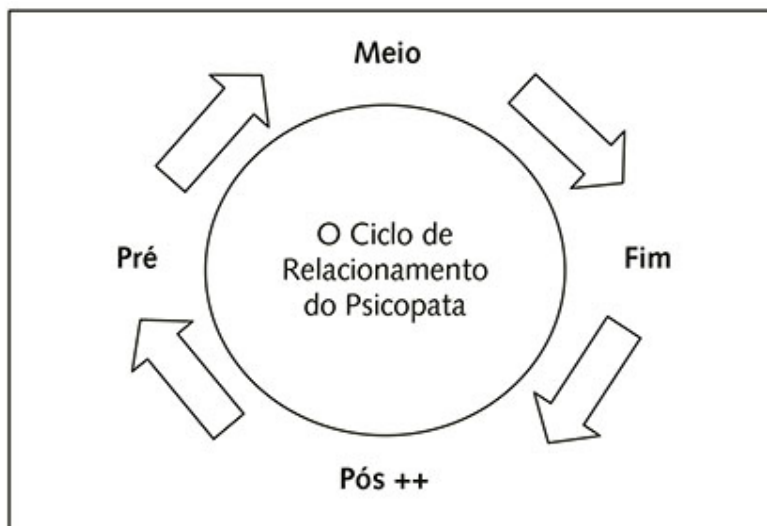 Meio
Pré
O Ciclo de
Relacionamento
do Psicopata
Fim
Pós ++